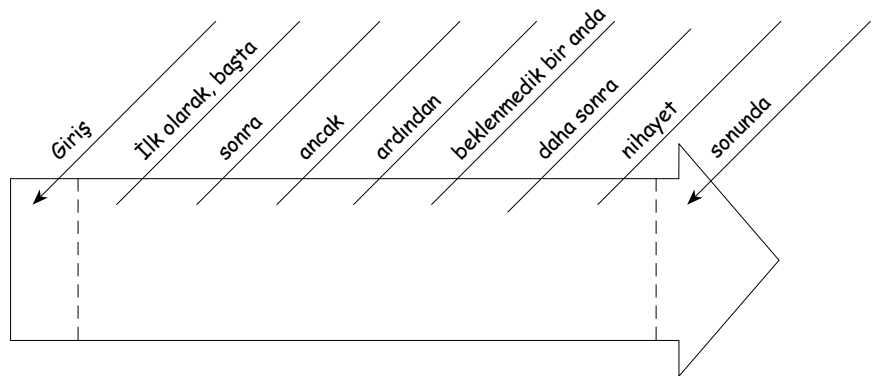 Giriş
İlk olarak, başta
sonra
ancak
ardından
beklenmedik bir anda
daha sonra
nihayet
sonunda